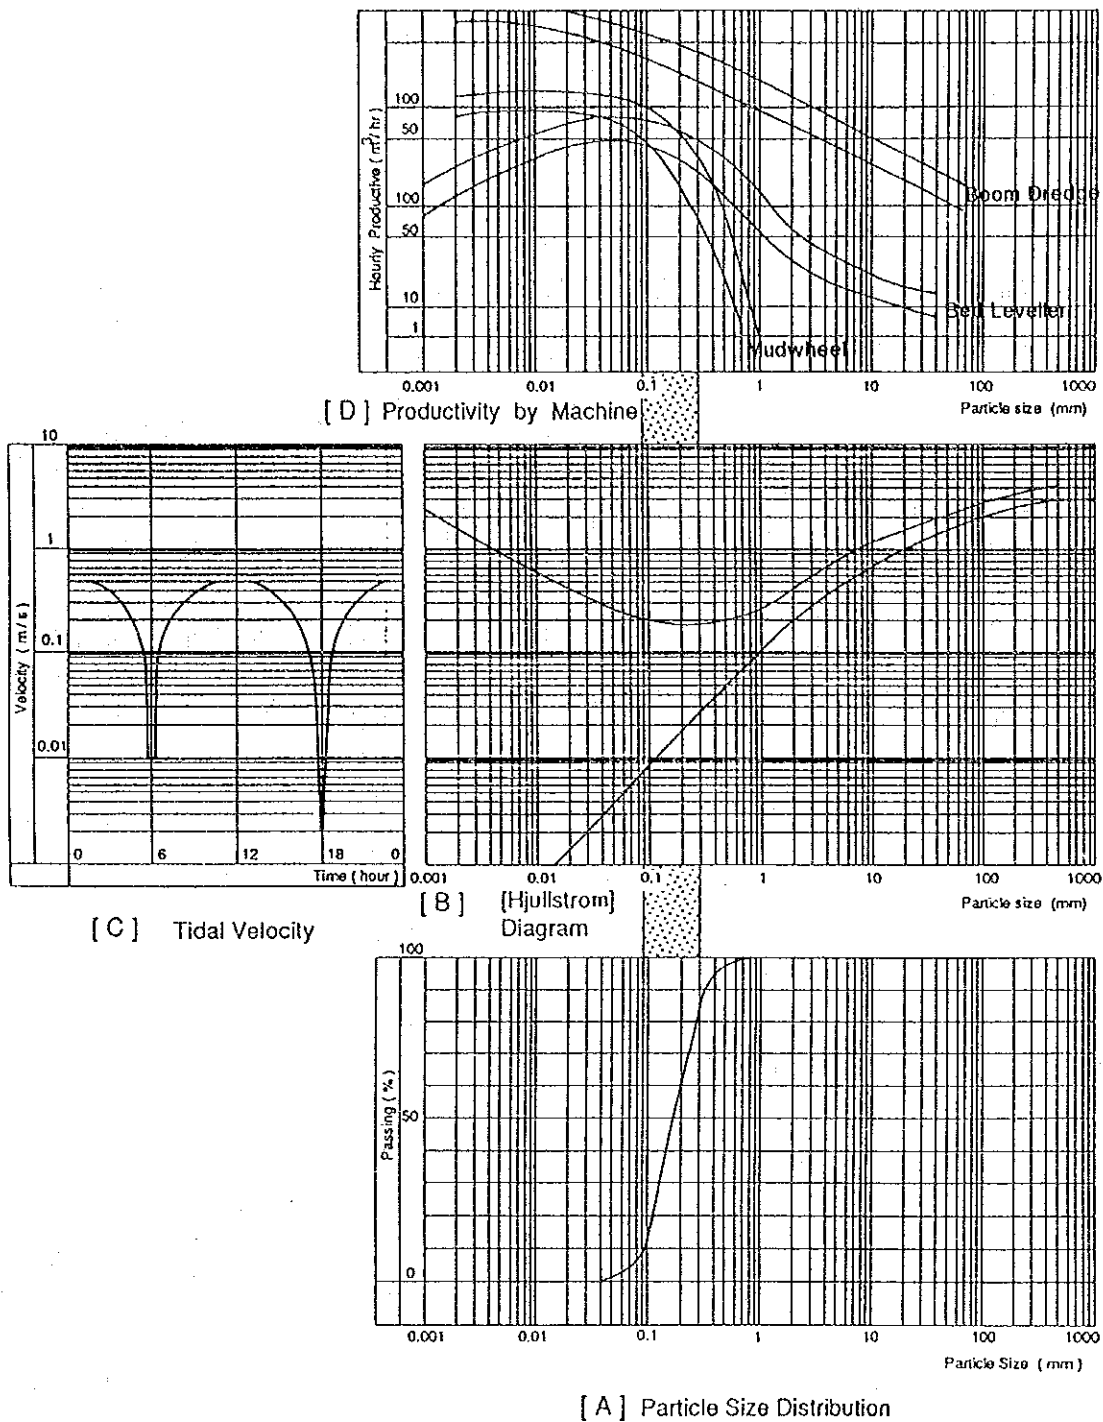 Hourly Productive ( m³/ hr )
100
50
100
50
10
1
Boom Dredge
Bed Leveller
Mudwheel
0.001 0.01 0.1 1 10 100 1000
[ D ] Productivity by Machine
Particle size (mm)
Velocity ( m / s )
10
1
0.1
0.01
0 6 12 18 0
Time ( hour )
[ C ] Tidal Velocity
0.001 0.01 0.1 1 10 100 1000
[ B ] [Hjullstrom]
Diagram
Particle size (mm)
Passing ( % )
100
50
0
0.001 0.01 0.1 1 10 100 1000
Particle Size ( mm )
[ A ] Particle Size Distribution